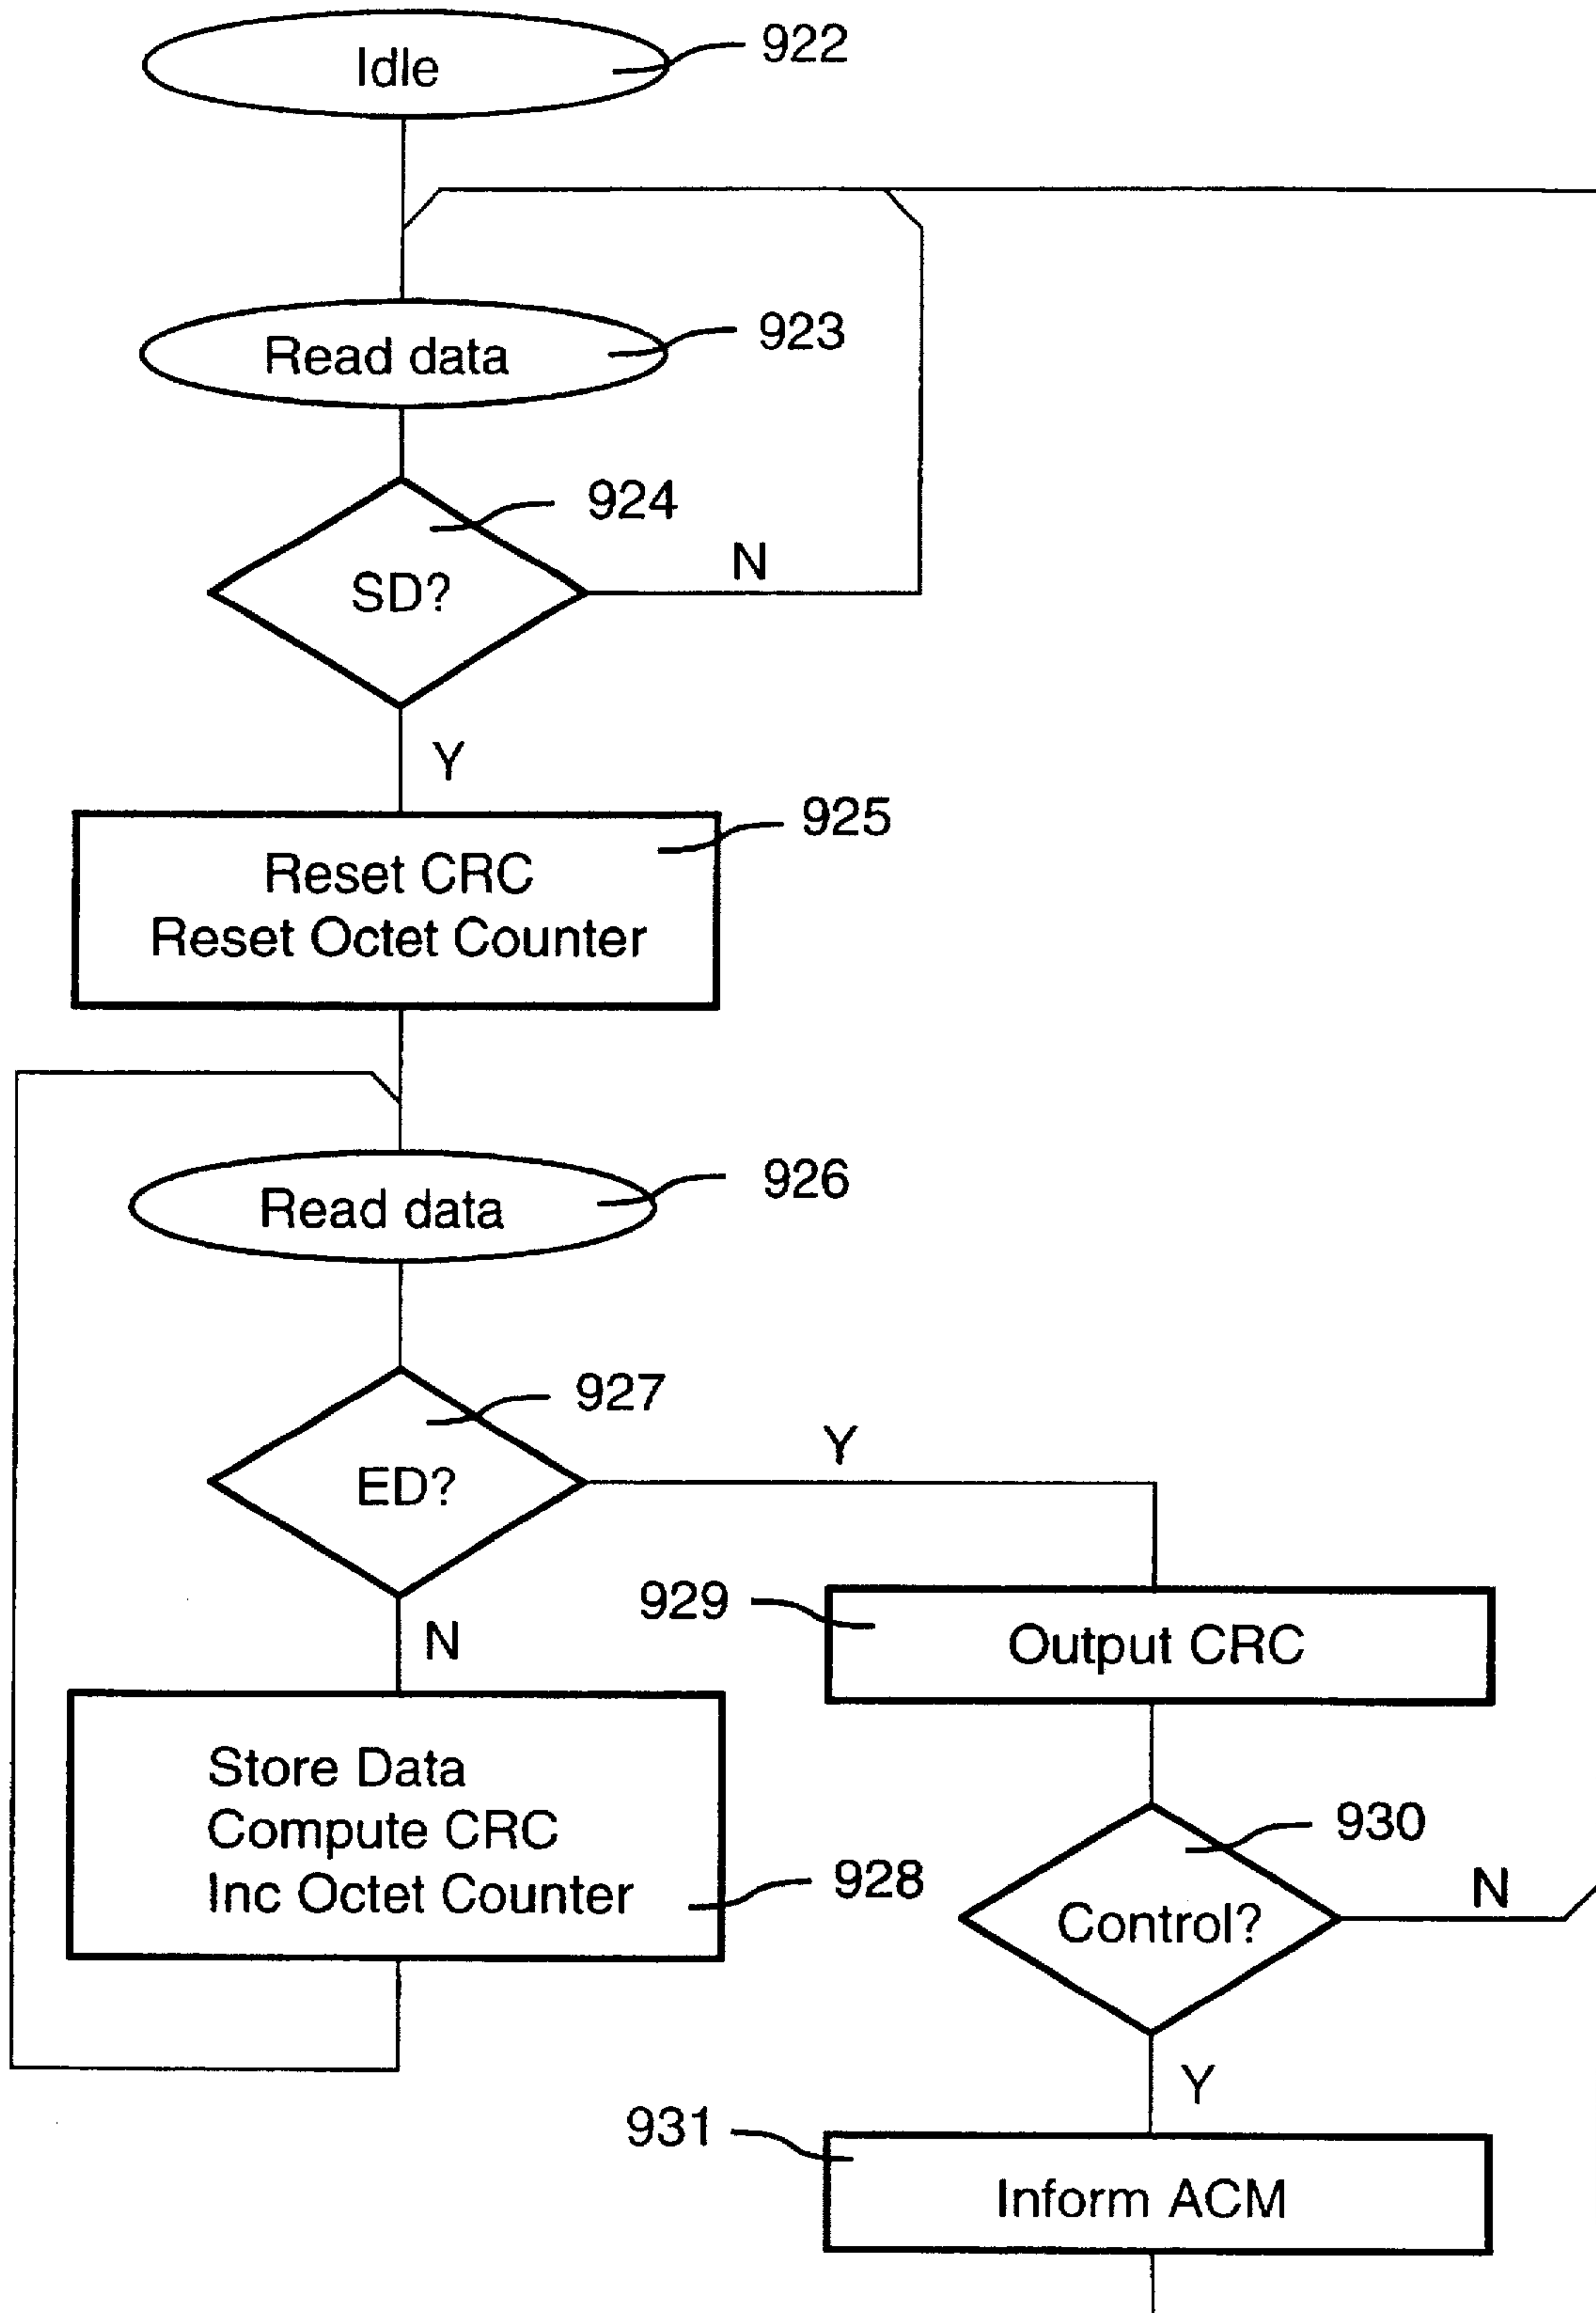 Idle
922
Read data
923
924
SD?
N
Y
925
Reset CRC
Reset Octet Counter
Read data
926
927
ED?
Y
N
929
Output CRC
Store Data
Compute CRC
Inc Octet Counter
928
930
Control?
N
Y
931
Inform ACM